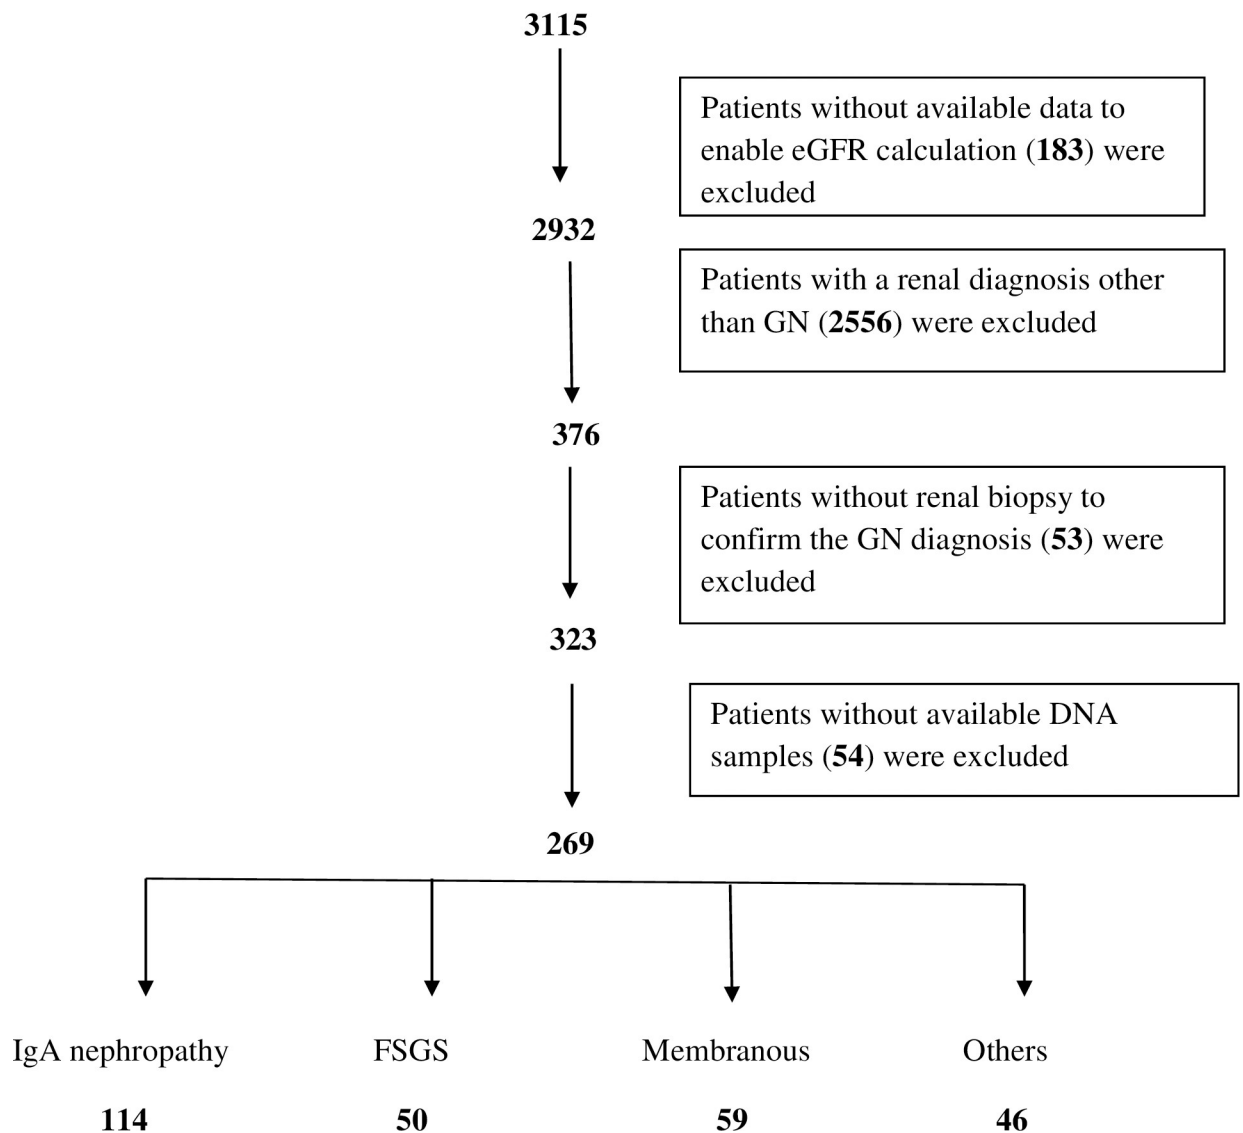 3115
Patients without available data to
enable eGFR calculation (183) were
excluded
2932
Patients with a renal diagnosis other
than GN (2556) were excluded
376
Patients without renal biopsy to
confirm the GN diagnosis (53) were
excluded
323
Patients without available DNA
samples (54) were excluded
269
IgA nephropathy FSGS Membranous Others
114 50 59 46